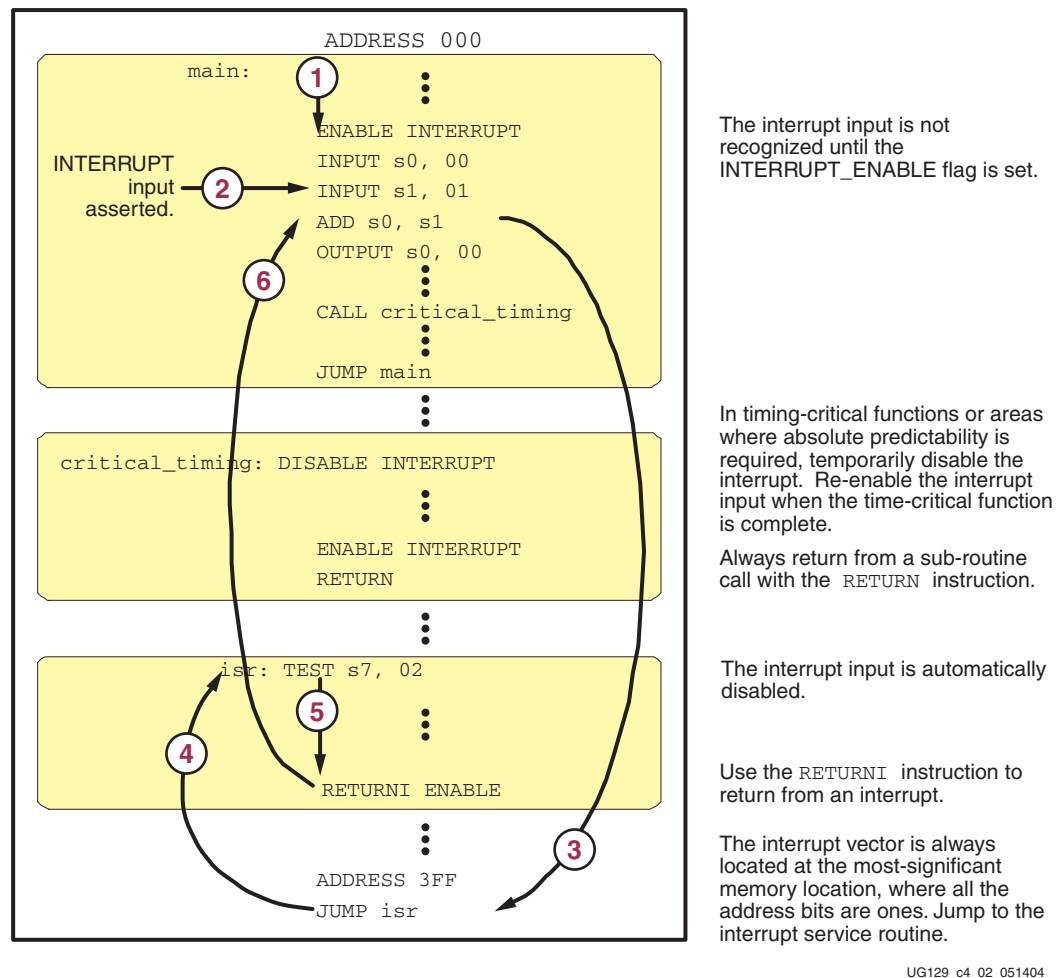 ADDRESS 000
main:
1
ENABLE INTERRUPT
INPUT s0, 00
INTERRUPT
input
asserted.
2
INPUT s1, 01
ADD s0, s1
OUTPUT s0, 00
6
CALL critical_timing
JUMP main
critical_timing: DISABLE INTERRUPT
ENABLE INTERRUPT
RETURN
isr: TEST s7, 02
5
4
RETURNI ENABLE
3
ADDRESS 3FF
JUMP isr
The interrupt input is not
recognized until the
INTERRUPT_ENABLE flag is set.
In timing-critical functions or areas
where absolute predictability is
required, temporarily disable the
interrupt. Re-enable the interrupt
input when the time-critical function
is complete.
Always return from a sub-routine
call with the RETURN instruction.
The interrupt input is automatically
disabled.
Use the RETURNI instruction to
return from an interrupt.
The interrupt vector is always
located at the most-significant
memory location, where all the
address bits are ones. Jump to the
interrupt service routine.
UG129_c4_02_051404